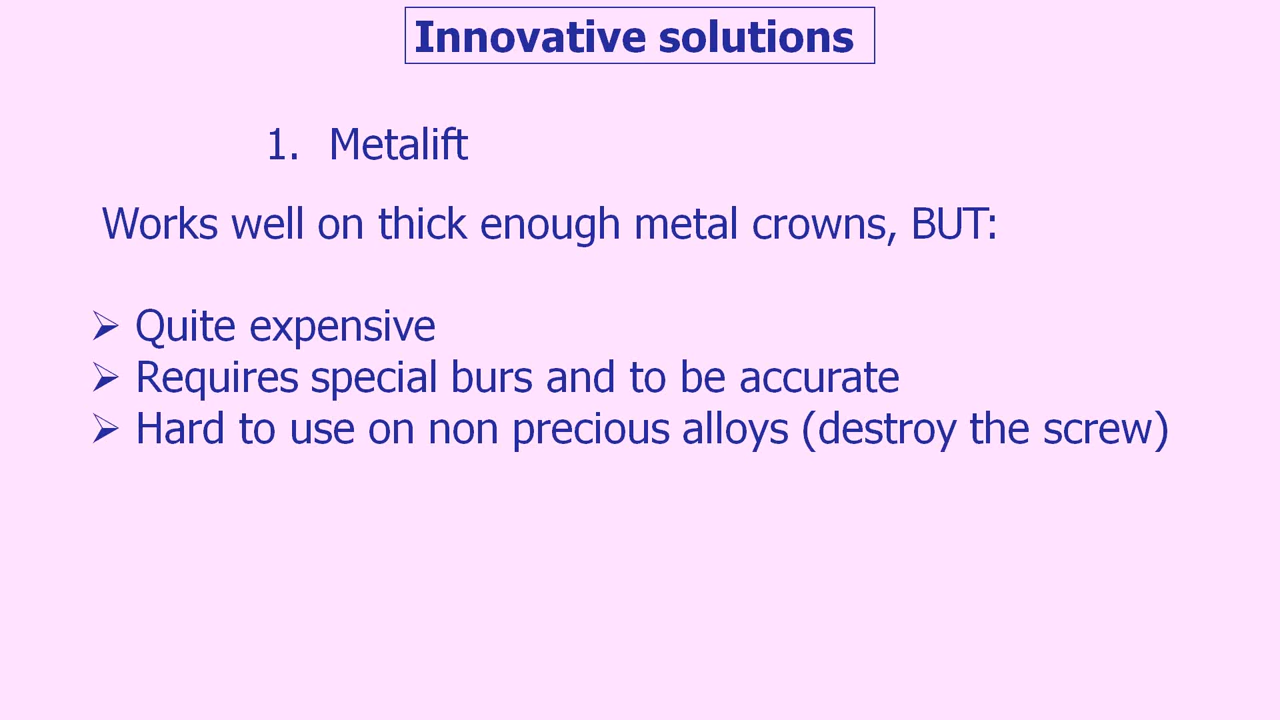 Innovative solutions
1. Metalift
Works well on thick enough metal crowns, BUT:
➢ Quite expensive
➢ Requires special burs and to be accurate
➢ Hard to use on non precious alloys (destroy the screw)